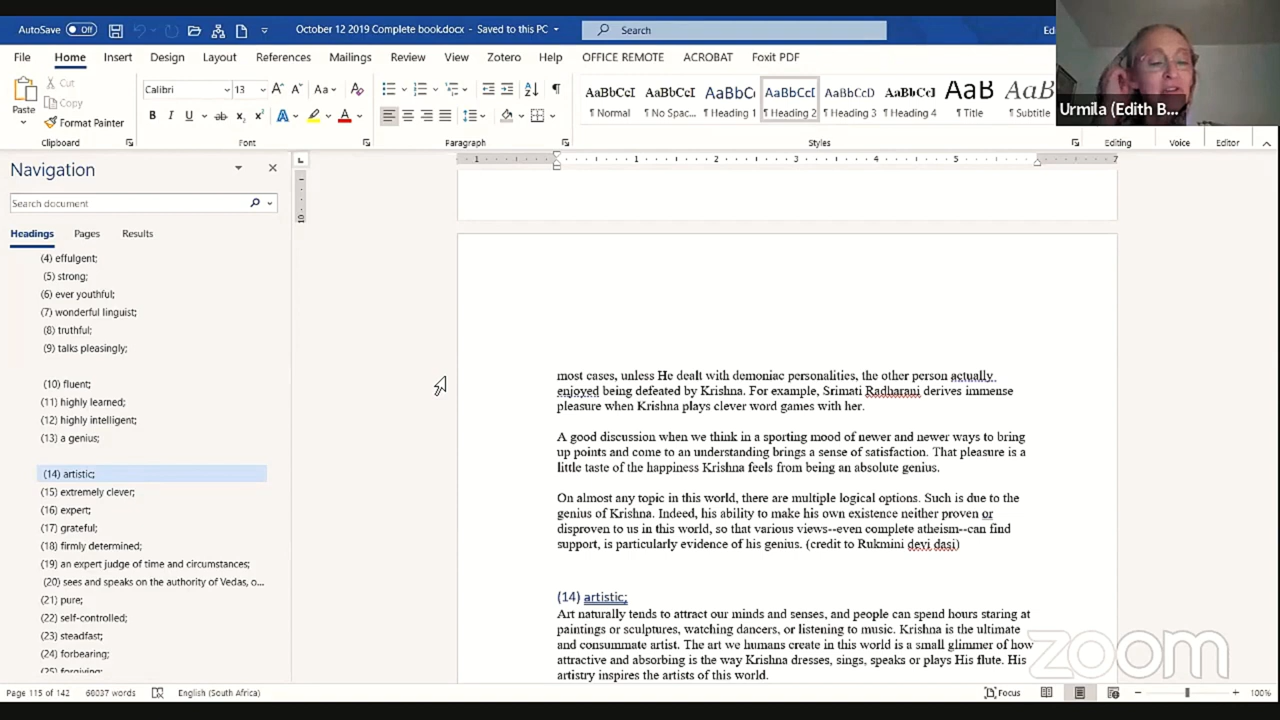 AutoSave Off October 12 2019 Complete book.docx - Saved to this PC Search Ed
File Home Insert Design Layout References Mailings Review View Zotero Help OFFICE REMOTE ACROBAT Foxit PDF
Urmila (Edith B...
Paste Cut Copy Format Painter
Calibri 13
AaBbCcI AaBbCcI AaBbC AaBbCcI AaBbCcD AaBbCcI AaB AaB
¶ Normal ¶ No Spac... ¶ Heading 1 ¶ Heading 2 ¶ Heading 3 ¶ Heading 4 ¶ Title ¶ Subtitle
Clipboard Font Paragraph Styles Editing Voice Editor
Navigation
Search document
Headings Pages Results
(4) effulgent;
(5) strong;
(6) ever youthful;
(7) wonderful linguist;
(8) truthful;
(9) talks pleasingly;
(10) fluent;
(11) highly learned;
(12) highly intelligent;
(13) a genius;
(14) artistic;
(15) extremely clever;
(16) expert;
(17) grateful;
(18) firmly determined;
(19) an expert judge of time and circumstances;
(20) sees and speaks on the authority of Vedas, o...
(21) pure;
(22) self-controlled;
(23) steadfast;
(24) forbearing;
(25) forgiving;
1 1 2 3 4 5 7
most cases, unless He dealt with demoniac personalities, the other person actually
enjoyed being defeated by Krishna. For example, Srimati Radharani derives immense
pleasure when Krishna plays clever word games with her.
A good discussion when we think in a sporting mood of newer and newer ways to bring
up points and come to an understanding brings a sense of satisfaction. That pleasure is a
little taste of the happiness Krishna feels from being an absolute genius.
On almost any topic in this world, there are multiple logical options. Such is due to the
genius of Krishna. Indeed, his ability to make his own existence neither proven or
disproven to us in this world, so that various views--even complete atheism--can find
support, is particularly evidence of his genius. (credit to Rukmini devi dasi)
(14) artistic;
Art naturally tends to attract our minds and senses, and people can spend hours staring at
paintings or sculptures, watching dancers, or listening to music. Krishna is the ultimate
and consummate artist. The art we humans create in this world is a small glimmer of how
attractive and absorbing is the way Krishna dresses, sings, speaks or plays His flute. His
artistry inspires the artists of this world.
zoom
Page 115 of 142 60037 words English (South Africa) Focus 100%